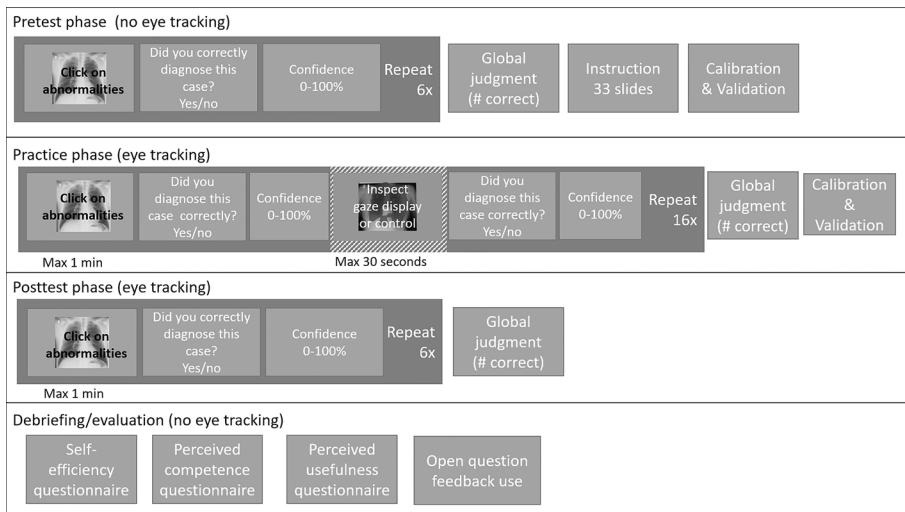 Pretest phase (no eye tracking)
Click on
abnormalities
Did you correctly
diagnose this
case?
Yes/no
Confidence
0-100%
Repeat
6x
Global
judgment
(# correct)
Instruction
33 slides
Calibration
& Validation
Practice phase (eye tracking)
Click on
abnormalities
Did you
diagnose this
case correctly?
Yes/no
Confidence
0-100%
Inspect
gaze display
or control
Did you
diagnose this
case correctly?
Yes/no
Confidence
0-100%
Repeat
16x
Global
judgment
(# correct)
Calibration
&
Validation
Max 1 min
Max 30 seconds
Posttest phase (eye tracking)
Click on
abnormalities
Did you correctly
diagnose this
case?
Yes/no
Confidence
0-100%
Repeat
6x
Global
judgment
(# correct)
Max 1 min
Debriefing/evaluation (no eye tracking)
Self-
efficiency
questionnaire
Perceived
competence
questionnaire
Perceived
usefulness
questionnaire
Open question
feedback use